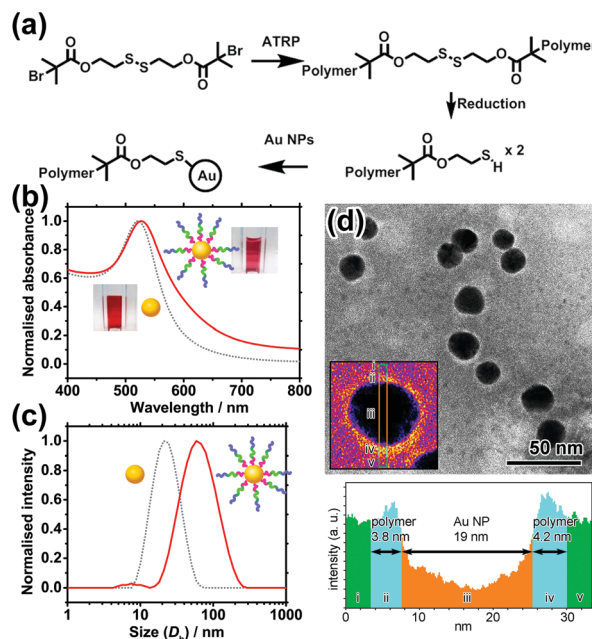 (a)
Br
O
O
S
S
O
O
Br
ATRP
Polymer
O
O
S
S
O
O
Polymer
Reduction
Polymer
O
O
S
Au
Au NPs
Polymer
O
O
S
H
x 2
(b)
Normalised absorbance
1.0
0.8
0.6
0.4
0.2
0.0
400 500 600 700 800
Wavelength / nm
(c)
Normalised intensity
1.0
0.8
0.6
0.4
0.2
0.0
1 10 100 1000
Size (Dh) / nm
(d)
i
ii
iii
iv
v
50 nm
intensity (a. u.)
polymer Au NP polymer
3.8 nm 19 nm 4.2 nm
i ii iii iv v
0 10 20 30
nm